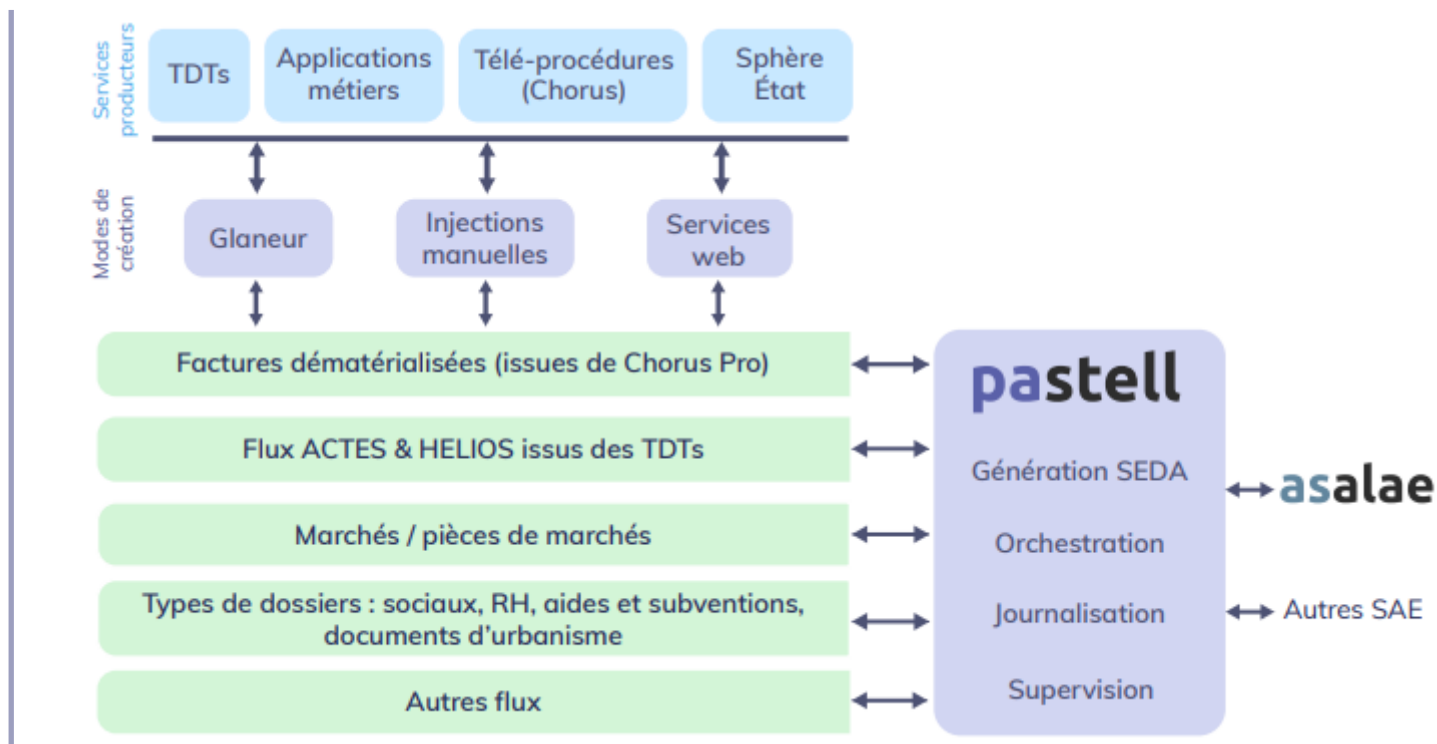 Services
producteurs
TDTs
Applications
métiers
Télé-procédures
(Chorus)
Sphère
État
Modes de
création
Glaneur
Injections
manuelles
Services
web
Factures dématérialisées (issues de Chorus Pro)
Flux ACTES & HELIOS issus des TDTs
Marchés / pièces de marchés
Types de dossiers : sociaux, RH, aides et subventions,
documents d'urbanisme
Autres flux
pastell
Génération SEDA
Orchestration
Journalisation
Supervision
asalae
Autres SAE